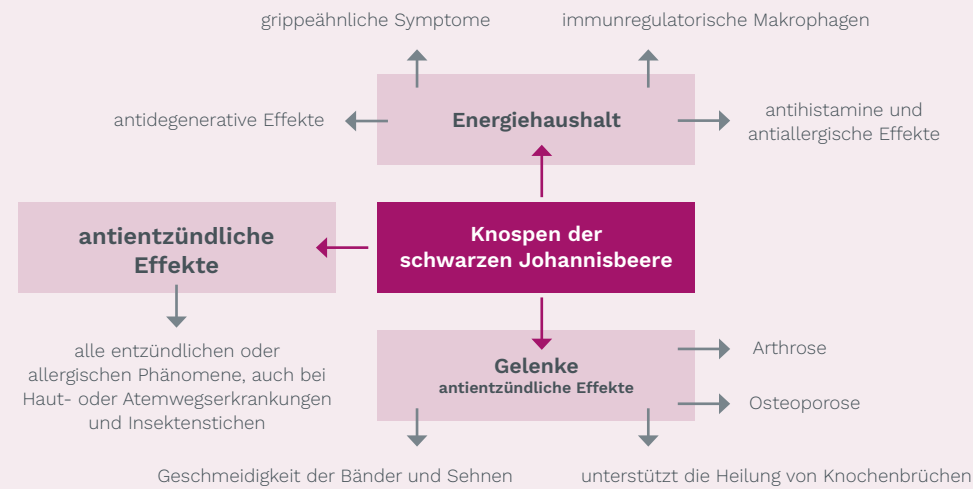 grippeähnliche Symptome
immunregulatorische Makrophagen
antidegenerative Effekte
Energiehaushalt
antihistamine und
antiallergische Effekte
antientzündliche
Effekte
Knospen der
schwarzen Johannisbeere
alle entzündlichen oder
allergischen Phänomene, auch bei
Haut- oder Atemwegserkrankungen
und Insektenstichen
Gelenke
antientzündliche Effekte
Arthrose
Osteoporose
Geschmeidigkeit der Bänder und Sehnen
unterstützt die Heilung von Knochenbrüchen